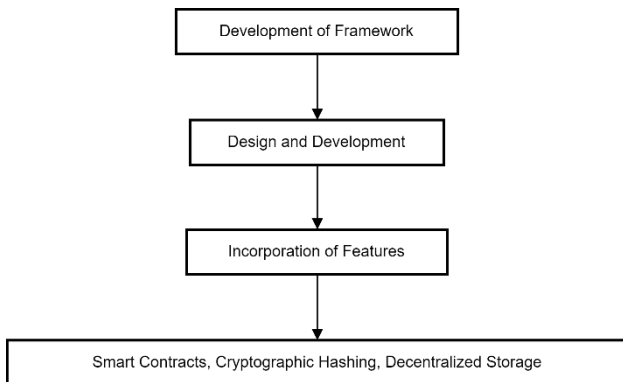 Development of Framework
Design and Development
Incorporation of Features
Smart Contracts, Cryptographic Hashing, Decentralized Storage